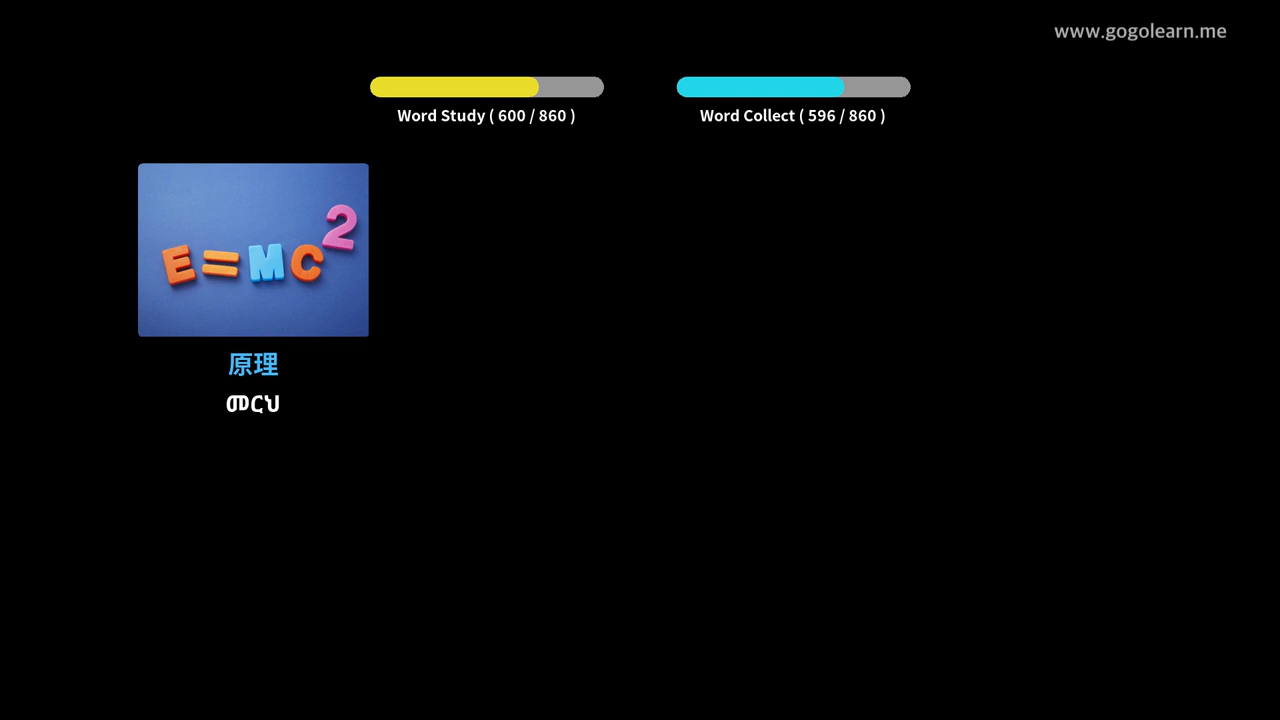 www.gogolearn.me
Word Study ( 600 / 860 )
Word Collect ( 596 / 860 )
E=MC2
原理
መርህ